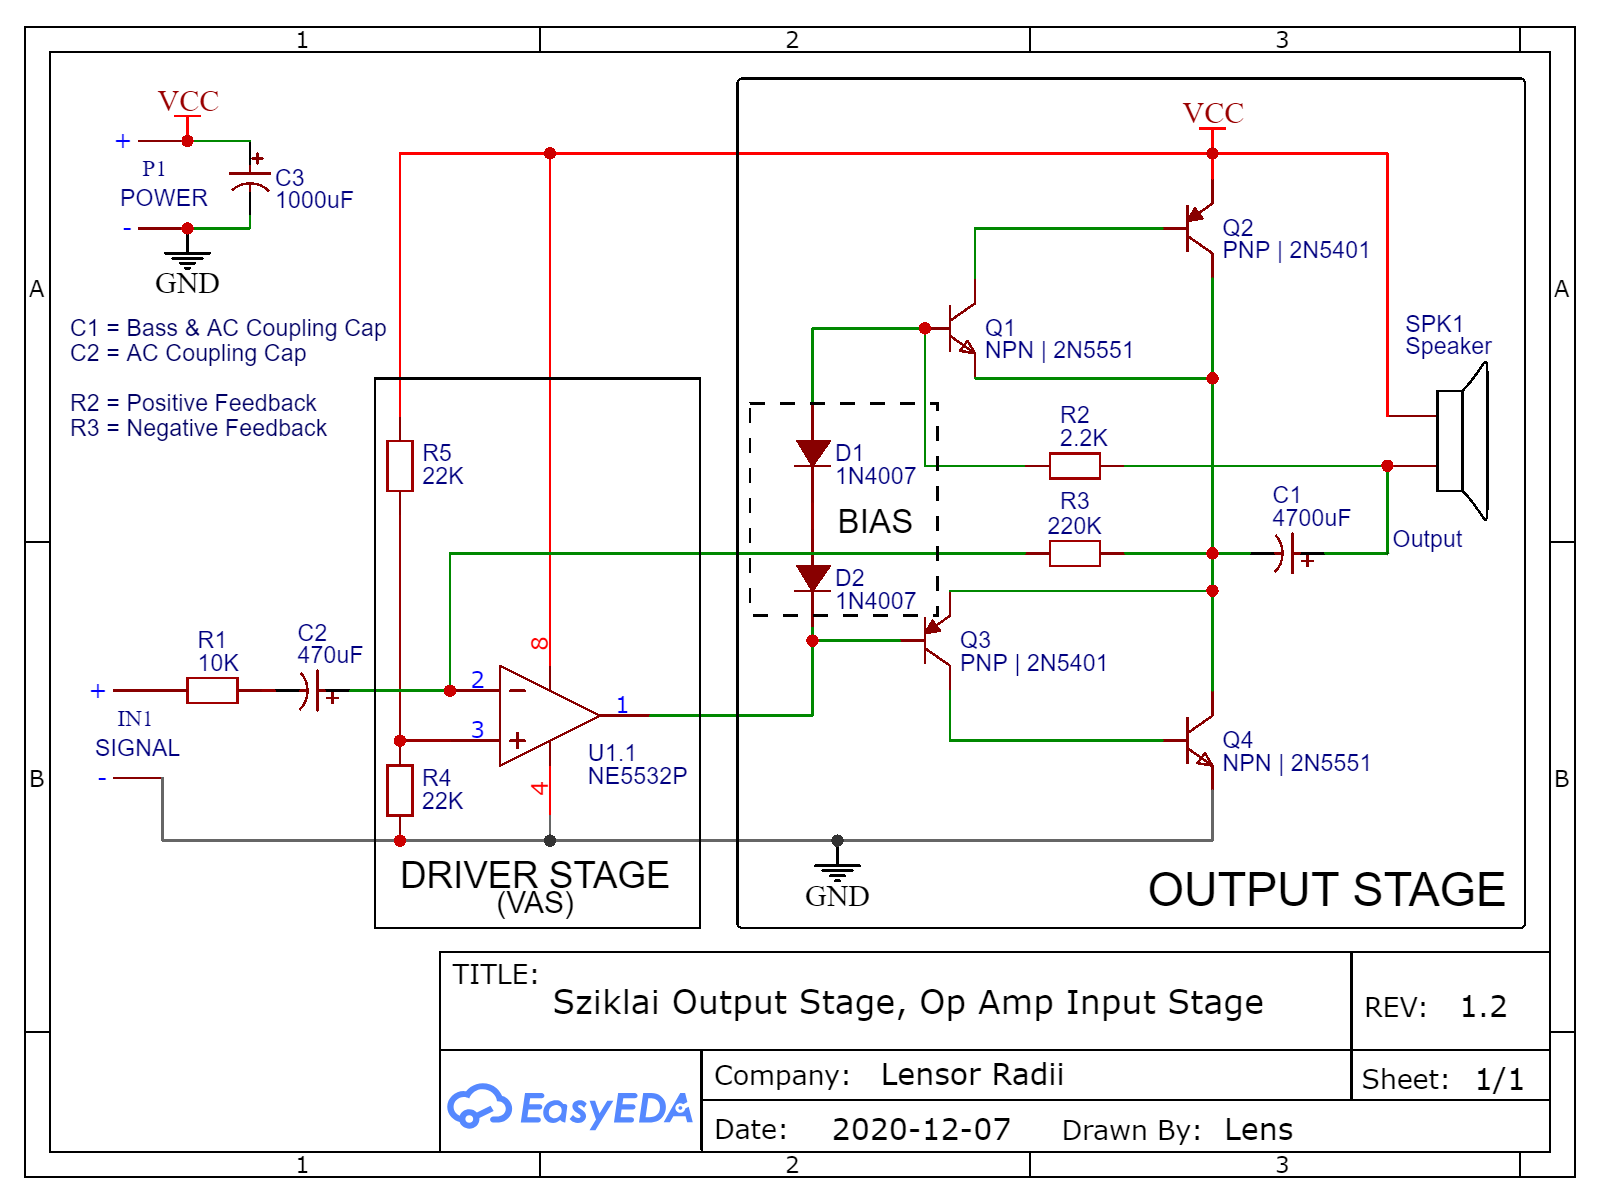 1 2 3
A A
B B
VCC
+
P1
POWER
-
+
C3
1000uF
GND
C1 = Bass & AC Coupling Cap
C2 = AC Coupling Cap
R2 = Positive Feedback
R3 = Negative Feedback
VCC
Q2
PNP | 2N5401
Q1
NPN | 2N5551
SPK1
Speaker
R5
22K
D1
1N4007
BIAS
D2
1N4007
R2
2.2K
R3
220K
C1
4700uF
+
Output
R1
10K
C2
470uF
+
+
IN1
SIGNAL
-
8
2
-
3
+
1
4
U1.1
NE5532P
R4
22K
Q3
PNP | 2N5401
Q4
NPN | 2N5551
DRIVER STAGE
(VAS)
GND
OUTPUT STAGE
TITLE:
Sziklai Output Stage, Op Amp Input Stage
REV: 1.2
EasyEDA
Company: Lensor Radii
Sheet: 1/1
Date: 2020-12-07 Drawn By: Lens
1 2 3